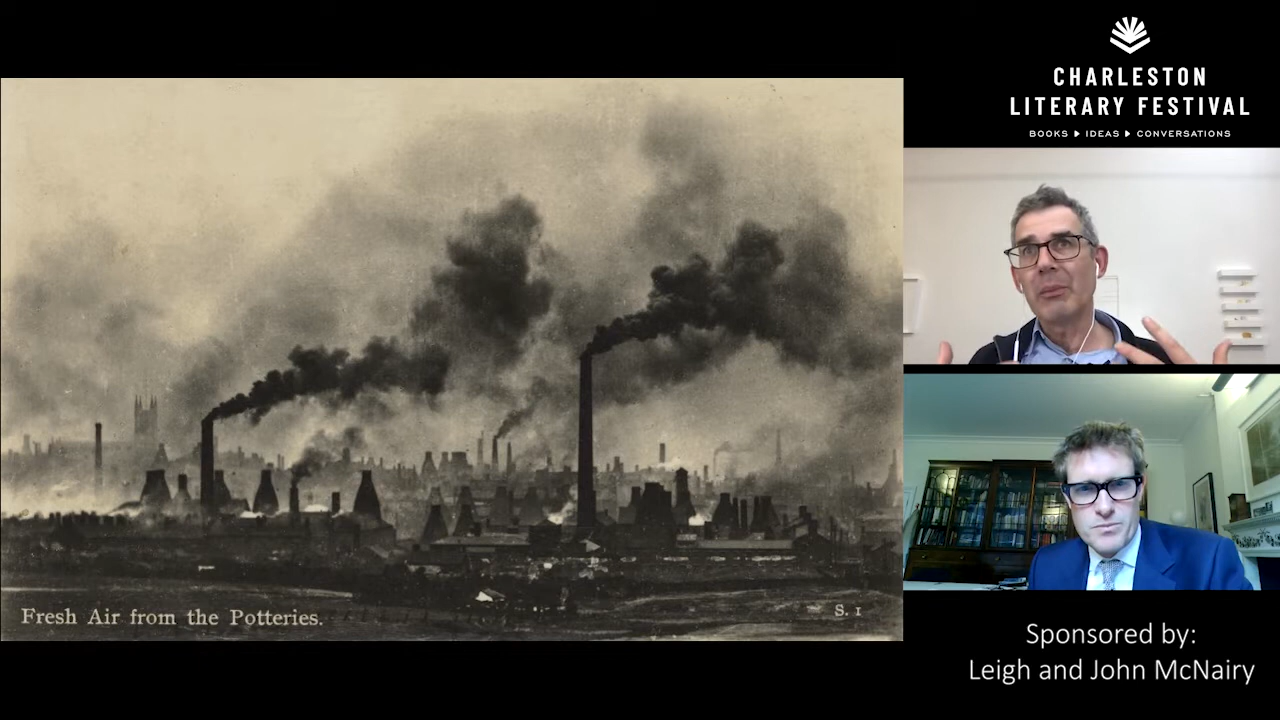 CHARLESTON
LITERARY FESTIVAL
BOOKS IDEAS CONVERSATIONS
Fresh Air from the Potteries.
S. 1
Sponsored by:
Leigh and John McNairy